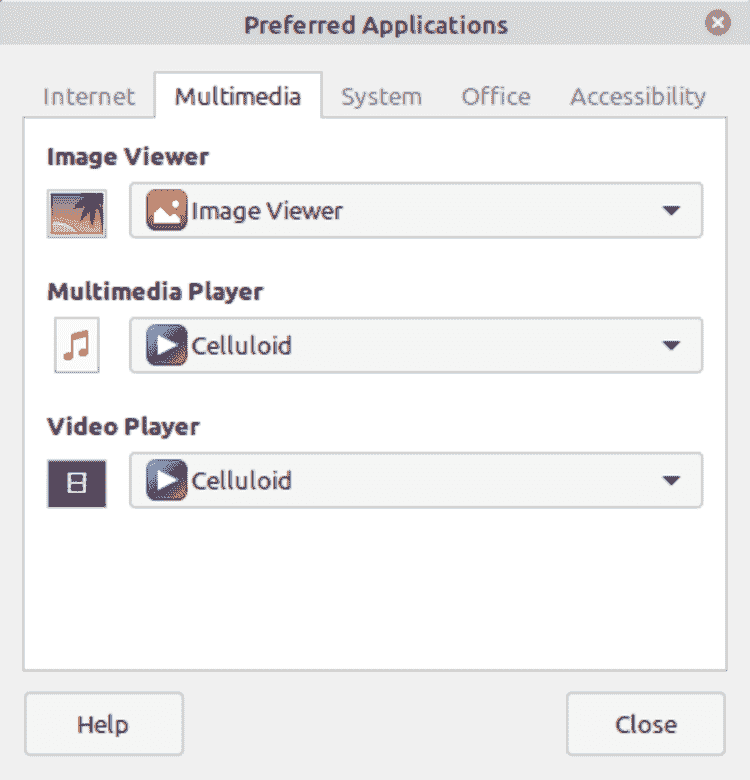 Preferred Applications
Internet Multimedia System Office Accessibility
Image Viewer
Image Viewer
Multimedia Player
Celluloid
Video Player
Celluloid
Help Close